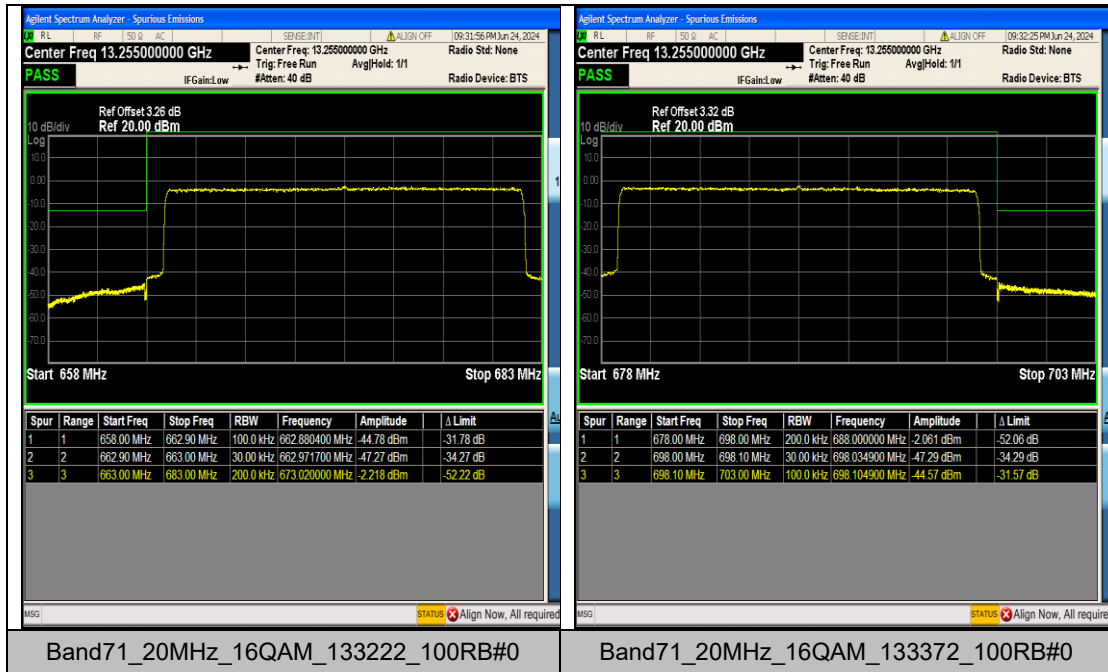 Agilent Spectrum Analyzer - Spurious Emissions
LXI RL RF 50 Ω AC SENSE:INT ALIGN OFF 09:31:56 PM Jun 24, 2024
Center Freq 13.255000000 GHz Center Freq: 13.255000000 GHz Radio Std: None
Trig: Free Run Avg|Hold: 1/1
PASS IFGain:Low #Atten: 40 dB Radio Device: BTS
Ref Offset 3.26 dB
10 dB/div Ref 20.00 dBm
Log
10.0
0.00
-10.0
-20.0
-30.0
-40.0
-50.0
-60.0
-70.0
Start 658 MHz Stop 683 MHz
Spur Range Start Freq Stop Freq RBW Frequency Amplitude Δ Limit
1 1 658.00 MHz 662.90 MHz 100.0 kHz 662.880400 MHz -44.78 dBm -31.78 dB
2 2 662.90 MHz 663.00 MHz 30.00 kHz 662.971700 MHz -47.27 dBm -34.27 dB
3 3 663.00 MHz 683.00 MHz 200.0 kHz 673.020000 MHz -2.218 dBm -52.22 dB
MSG STATUS Align Now, All required
Band71_20MHz_16QAM_133222_100RB#0
Agilent Spectrum Analyzer - Spurious Emissions
LXI RL RF 50 Ω AC SENSE:INT ALIGN OFF 09:32:25 PM Jun 24, 2024
Center Freq 13.255000000 GHz Center Freq: 13.255000000 GHz Radio Std: None
Trig: Free Run Avg|Hold: 1/1
PASS IFGain:Low #Atten: 40 dB Radio Device: BTS
Ref Offset 3.32 dB
10 dB/div Ref 20.00 dBm
Log
10.0
0.00
-10.0
-20.0
-30.0
-40.0
-50.0
-60.0
-70.0
Start 678 MHz Stop 703 MHz
Spur Range Start Freq Stop Freq RBW Frequency Amplitude Δ Limit
1 1 678.00 MHz 698.00 MHz 200.0 kHz 688.000000 MHz -2.061 dBm -52.06 dB
2 2 698.00 MHz 698.10 MHz 30.00 kHz 698.034900 MHz -47.29 dBm -34.29 dB
3 3 698.10 MHz 703.00 MHz 100.0 kHz 698.104900 MHz -44.57 dBm -31.57 dB
MSG STATUS Align Now, All require
Band71_20MHz_16QAM_133372_100RB#0